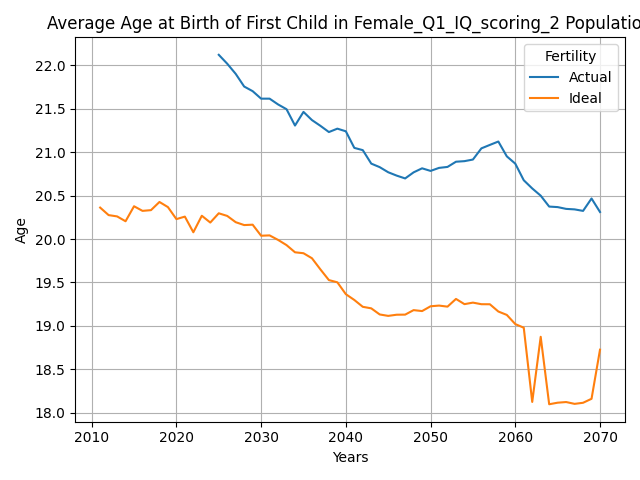 Average Age at Birth of First Child in Female_Q1_IQ_scoring_2 Populatio
Fertility
Actual
Ideal
22.0
21.5
21.0
20.5
20.0
19.5
19.0
18.5
18.0
Age
2010 2020 2030 2040 2050 2060 2070
Years